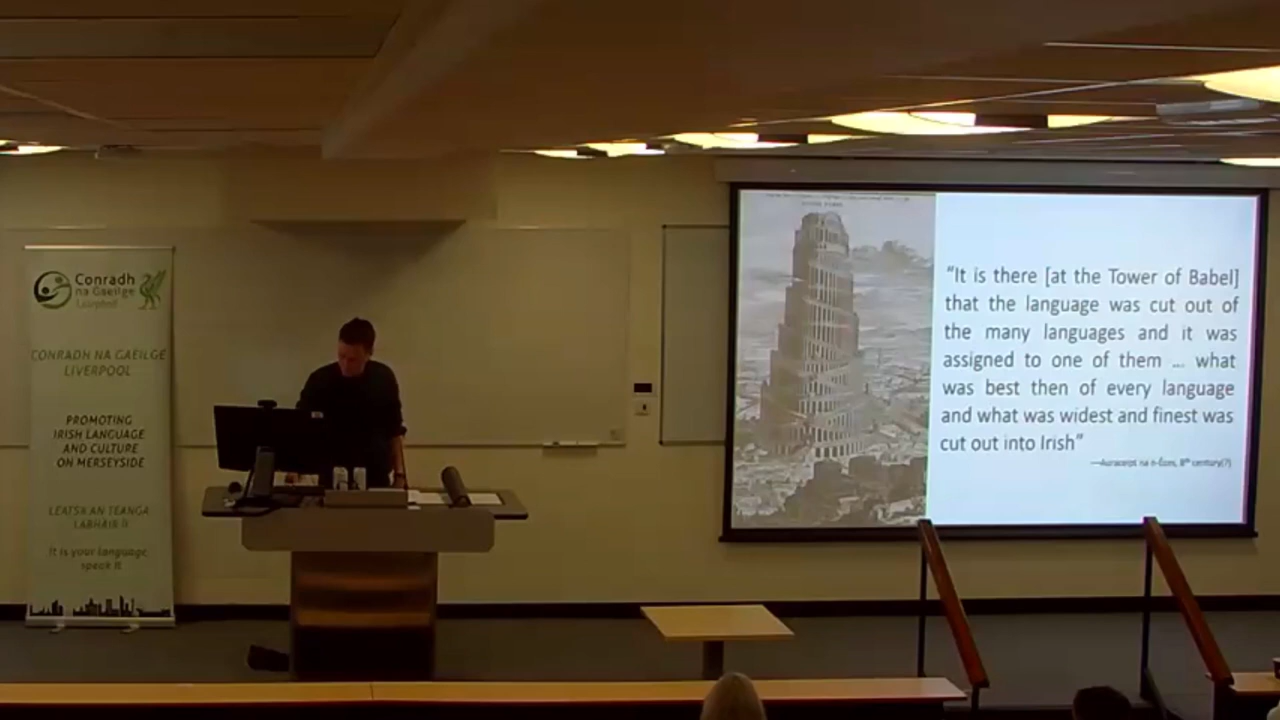 Conradh
na Gaeilge
Liverpool
CONRADH NA GAEILGE
LIVERPOOL
PROMOTING
IRISH LANGUAGE
AND CULTURE
ON MERSEYSIDE
LEATSA AN TEANGA
LABHAIR Í
It is your language,
speak it
“It is there [at the Tower of Babel]
that the language was cut out of
the many languages and it was
assigned to one of them ... what
was best then of every language
and what was widest and finest was
cut out into Irish”
—Auraceipt na n-Éces, 8th century(?)